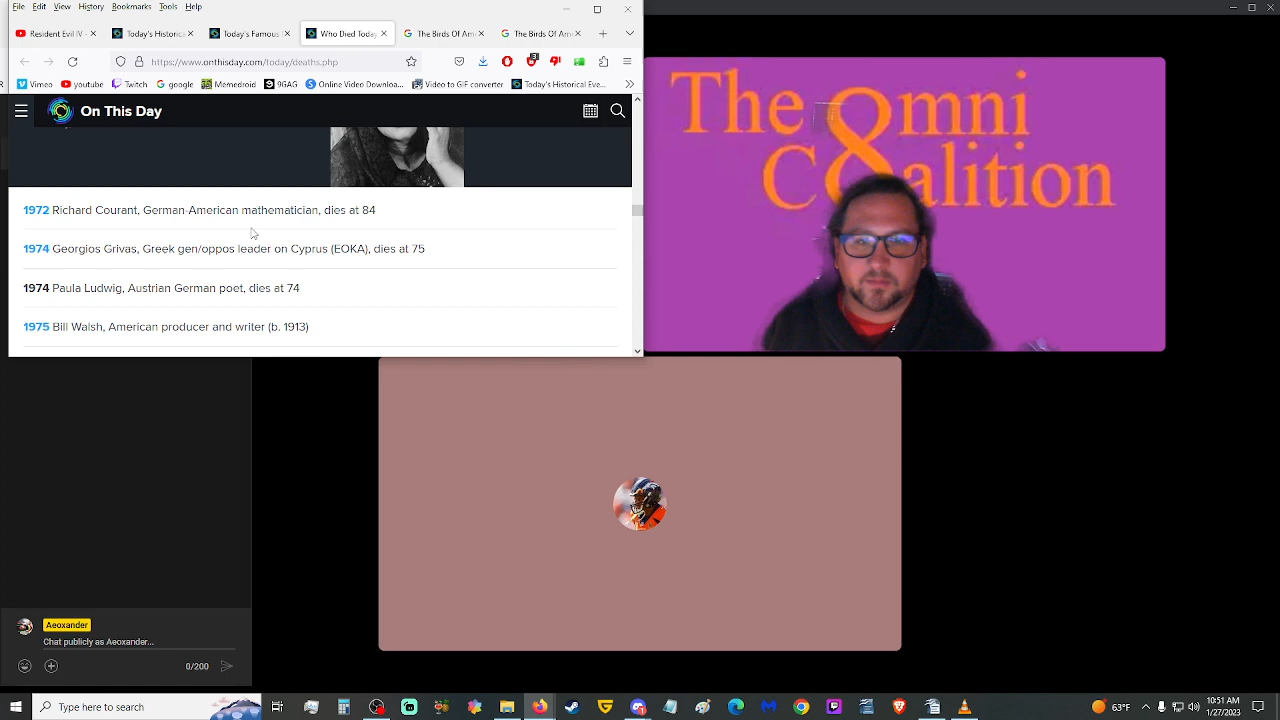 File Edit View History Bookmarks Tools Help
Resident Evil IV -
Today's Historica
Today's Famous
Who Died Today
The Birds Of Am
The Birds Of Am
https://www.onthisday.com/today/deaths.php
3
Vimeo
youtube
Twitch
google
Memedroid
9GAG
Online Video Downloa...
Video to GIF converter
Today's Historical Eve...
On This Day
1972 Richard Courant, German-American mathematician, dies at 84
1974 Georgios Grivas, Greek gen/oppos leader on Cyprus (EOKA), dies at 75
1974 Paula Ludwig, Austrian German poet, dies at 74
1975 Bill Walsh, American producer and writer (b. 1913)
The Omni
Coalition
Aeoxander
Chat publicly as Aeoxander...
0/200
Type here to search
63°F
10:51 AM
1/27/2023